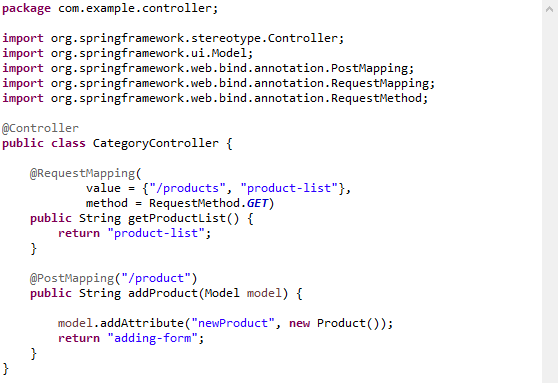 package com.example.controller;
import org.springframework.stereotype.Controller;
import org.springframework.ui.Model;
import org.springframework.web.bind.annotation.PostMapping;
import org.springframework.web.bind.annotation.RequestMapping;
import org.springframework.web.bind.annotation.RequestMethod;
@Controller
public class CategoryController {
    @RequestMapping(
            value = {"/products", "product-list"},
            method = RequestMethod.GET)
    public String getProductList() {
        return "product-list";
    }
    @PostMapping("/product")
    public String addProduct(Model model) {
        model.addAttribute("newProduct", new Product());
        return "adding-form";
    }
}